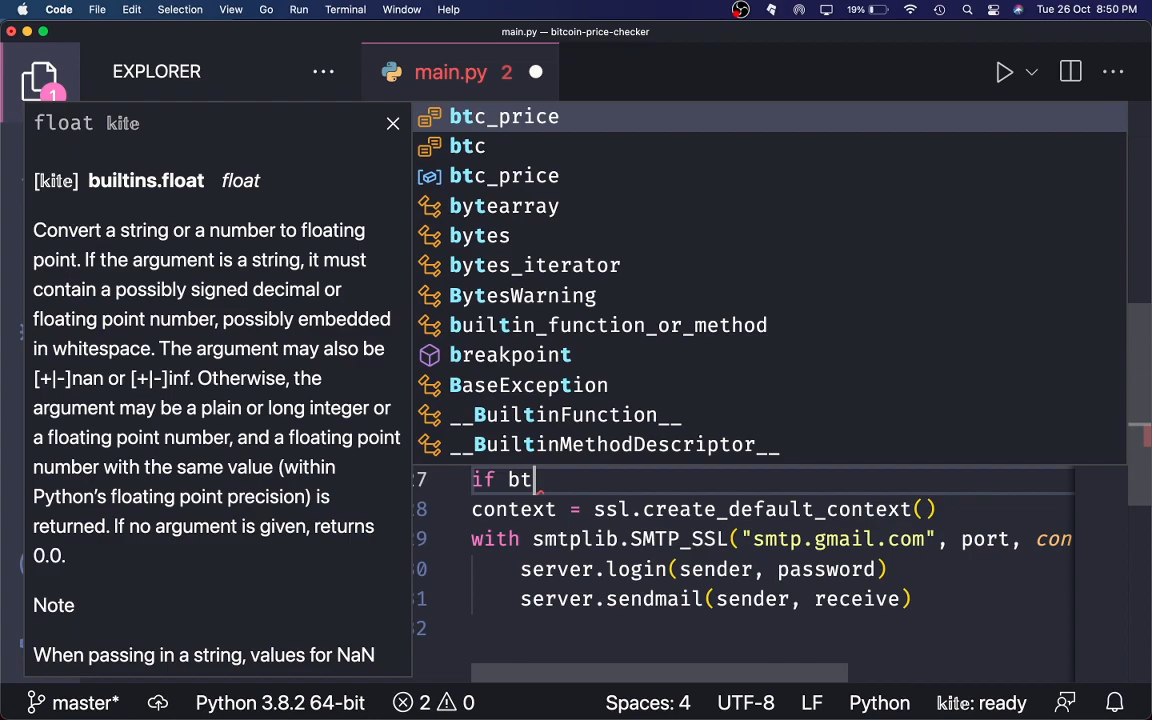 Code File Edit Selection View Go Run Terminal Window Help 19% Tue 26 Oct 8:50 PM
main.py — bitcoin-price-checker
EXPLORER
main.py 2
1
float kite
[kite] builtins.float float
Convert a string or a number to floating
point. If the argument is a string, it must
contain a possibly signed decimal or
floating point number, possibly embedded
in whitespace. The argument may also be
[+|-]nan or [+|-]inf. Otherwise, the
argument may be a plain or long integer or
a floating point number, and a floating point
number with the same value (within
Python's floating point precision) is
returned. If no argument is given, returns
0.0.
Note
When passing in a string, values for NaN
btc_price
btc
btc_price
bytearray
bytes
bytes_iterator
BytesWarning
builtin_function_or_method
breakpoint
BaseException
__BuiltinFunction__
__BuiltinMethodDescriptor__
27 if bt
28 context = ssl.create_default_context()
29 with smtplib.SMTP_SSL("smtp.gmail.com", port, con
30 server.login(sender, password)
31 server.sendmail(sender, receive)
32
master* Python 3.8.2 64-bit 2 0 Spaces: 4 UTF-8 LF Python kite: ready